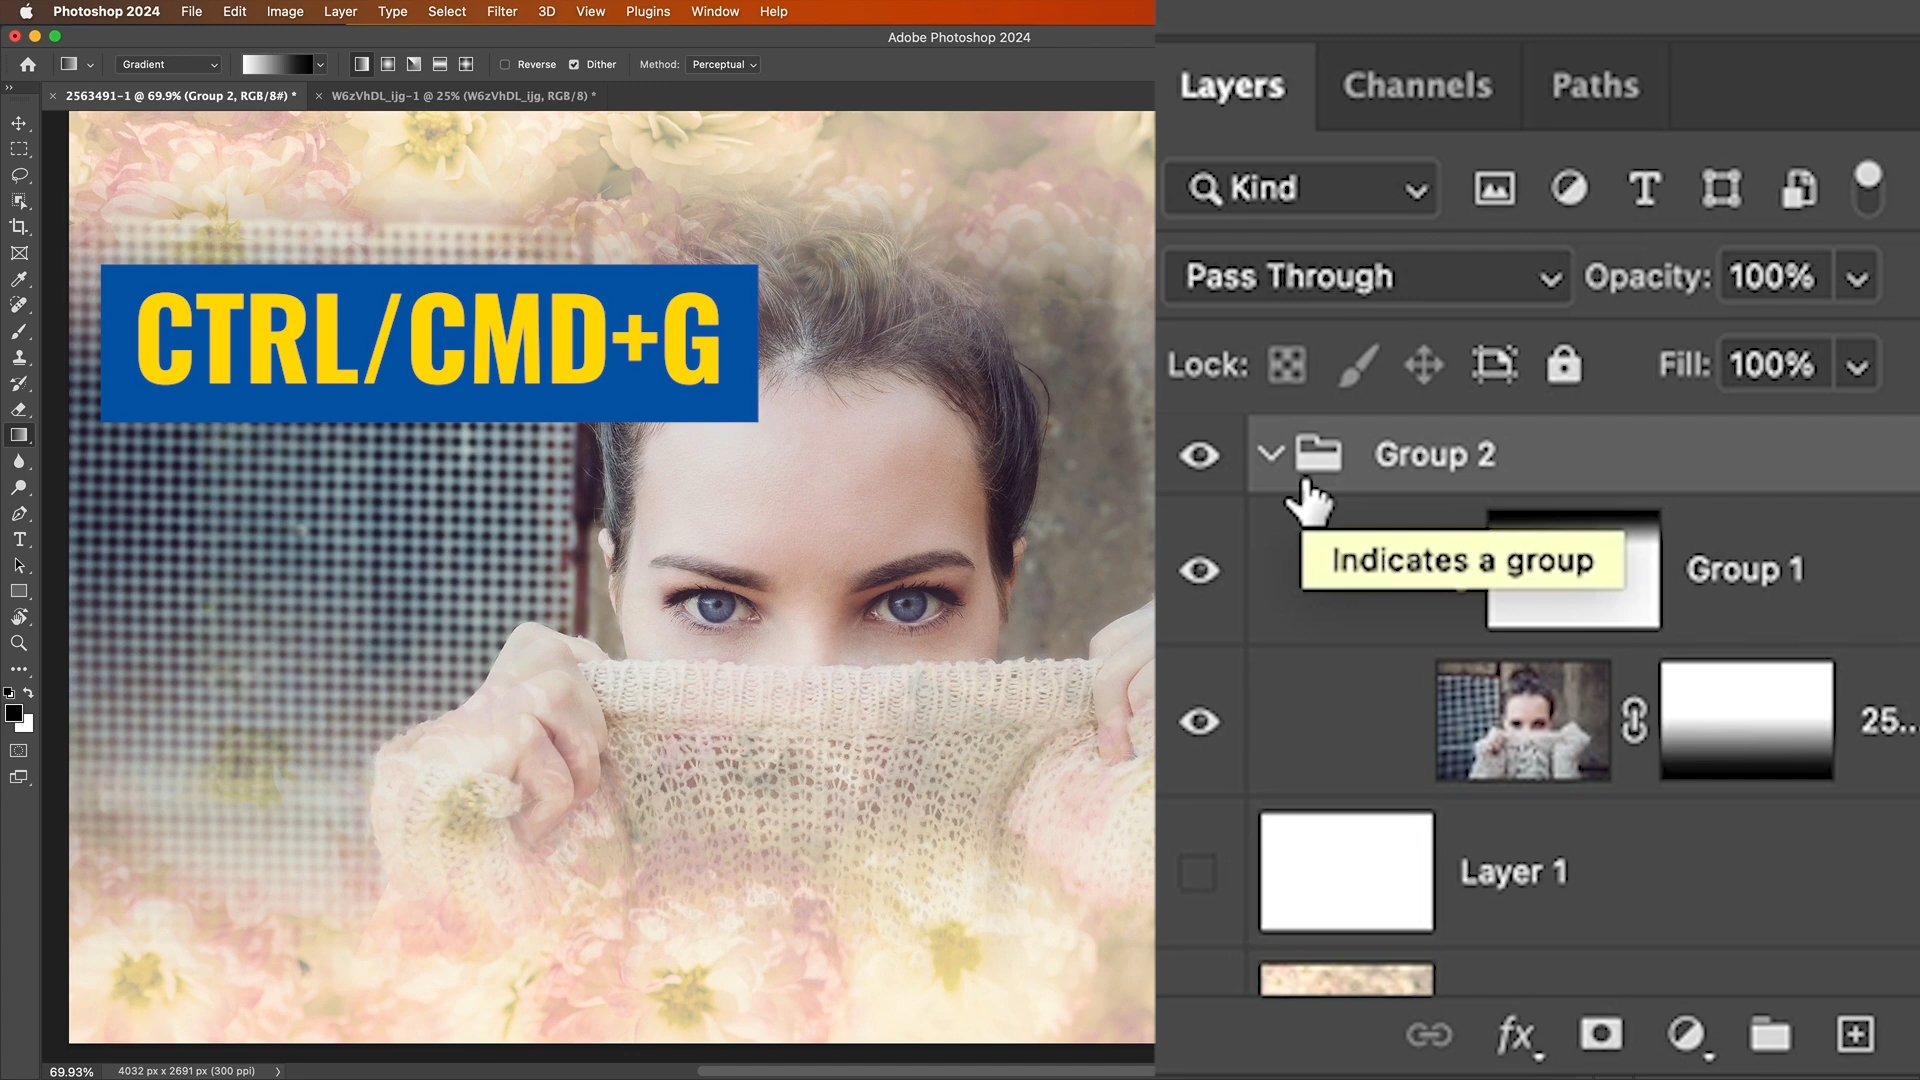 Photoshop 2024 File Edit Image Layer Type Select Filter 3D View Plugins Window Help
Adobe Photoshop 2024
Gradient Reverse Dither Method: Perceptual
2563491-1 @ 69.9% (Group 2, RGB/8#) * W6zVhDL_ijg-1 @ 25% (W6zVhDL_ijg, RGB/8) *
CTRL/CMD+G
69.93% 4032 px x 2691 px (300 ppi)
Layers Channels Paths
Kind
Pass Through Opacity: 100%
Lock: Fill: 100%
Group 2
Indicates a group
Group 1
25...
Layer 1
fx